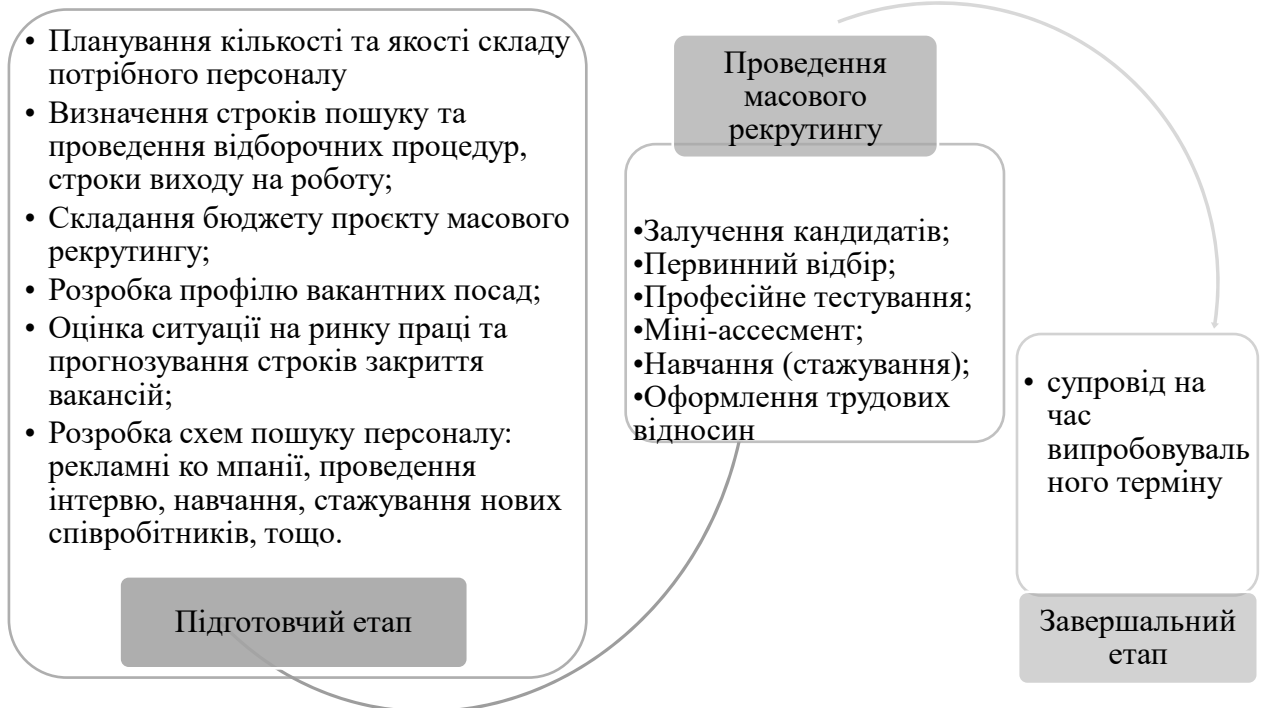 • Планування кількості та якості складу
потрібного персоналу
• Визначення строків пошуку та
проведення відборочних процедур,
строки виходу на роботу;
• Складання бюджету проєкту масового
рекрутингу;
• Розробка профілю вакантних посад;
• Оцінка ситуації на ринку праці та
прогнозування строків закриття
вакансій;
• Розробка схем пошуку персоналу:
рекламні ко мпанії, проведення
інтервю, навчання, стажування нових
співробітників, тощо.
Підготовчий етап
Проведення
масового
рекрутингу
•Залучення кандидатів;
•Первинний відбір;
•Професійне тестування;
•Міні-ассесмент;
•Навчання (стажування);
•Оформлення трудових
відносин
• супровід на
час
випробовуваль
ного терміну
Завершальний
етап